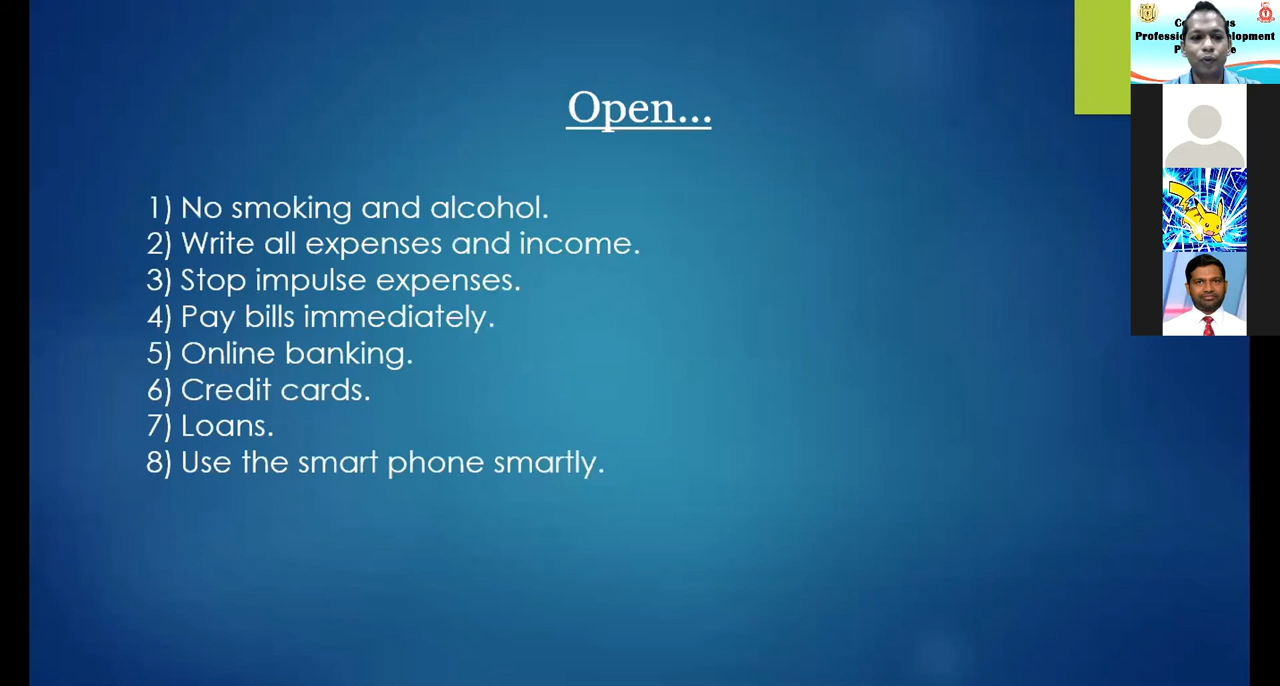 Open...
1) No smoking and alcohol.
2) Write all expenses and income.
3) Stop impulse expenses.
4) Pay bills immediately.
5) Online banking.
6) Credit cards.
7) Loans.
8) Use the smart phone smartly.